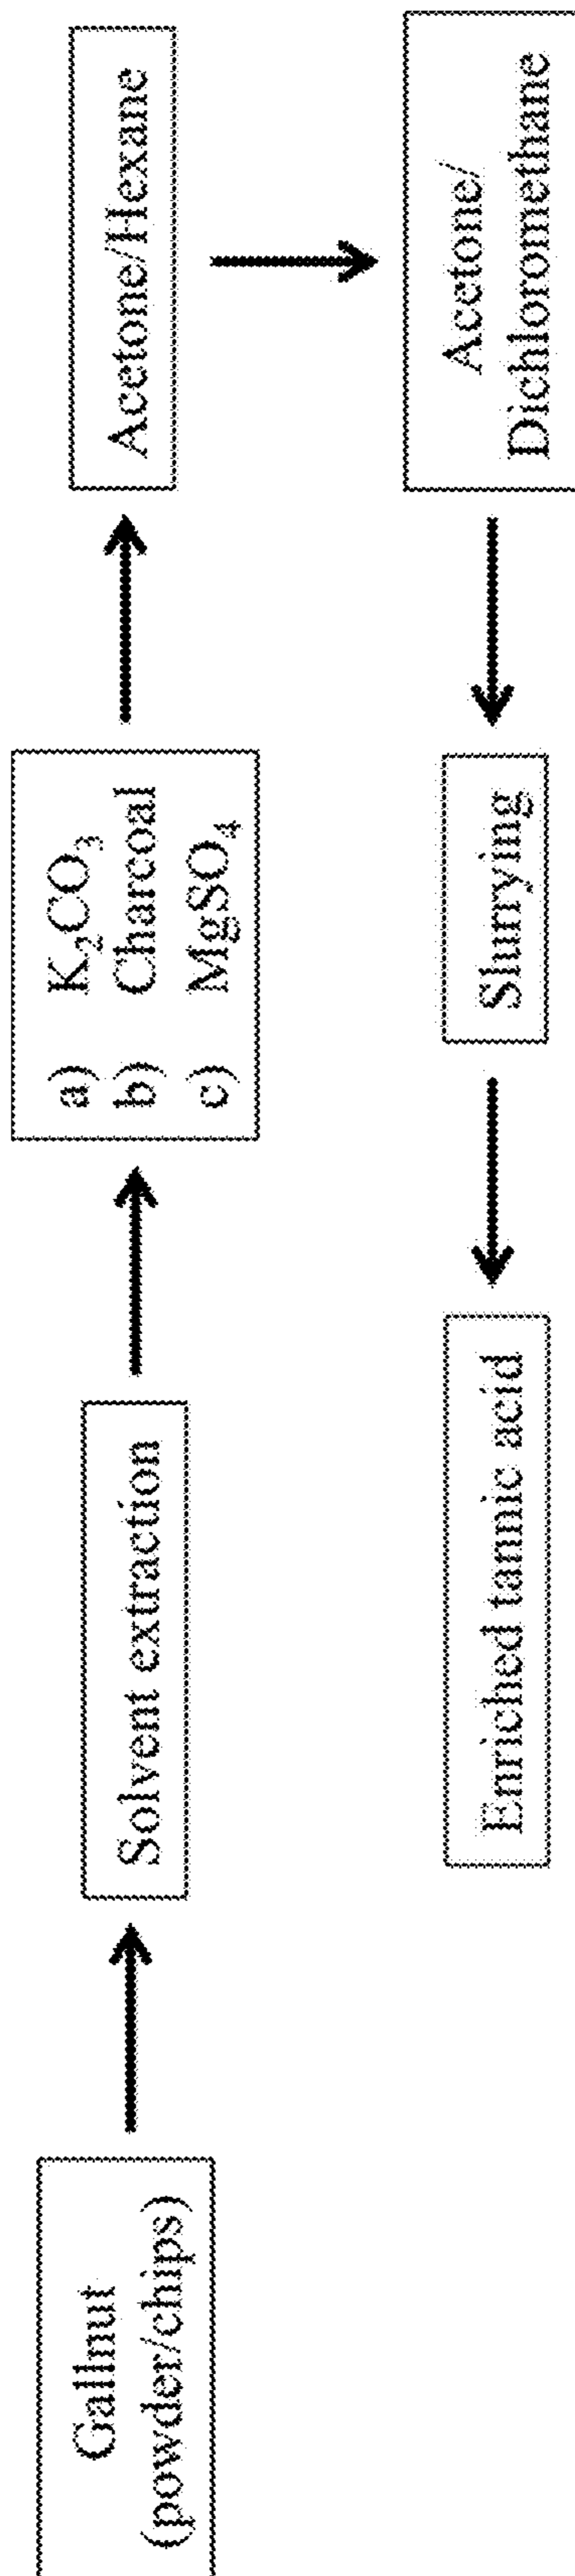 Gallnut
(powder/chips)
Solvent extraction
a) K₂CO₃
b) Charcoal
c) MgSO₄
Acetone/Hexane
Acetone/
Dichloromethane
Slurrying
Enriched tannic acid